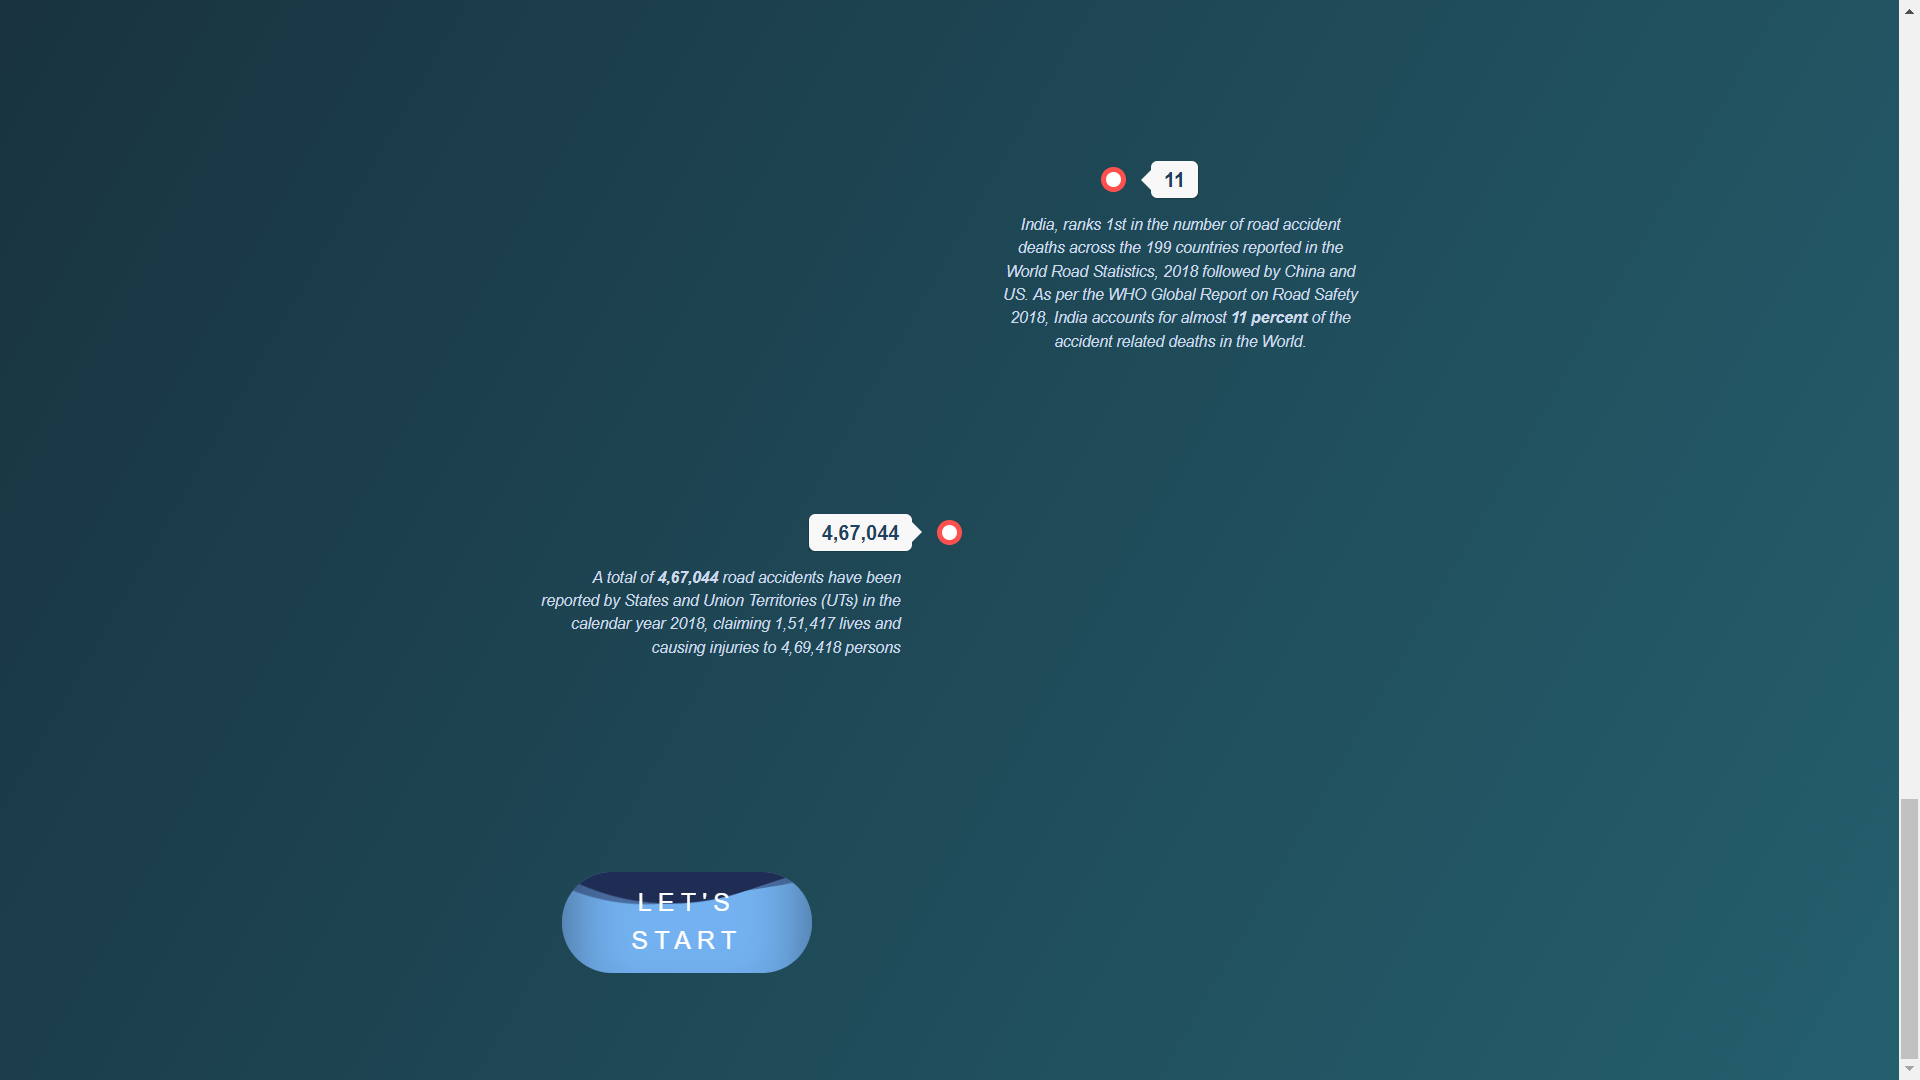 11
India, ranks 1st in the number of road accident
deaths across the 199 countries reported in the
World Road Statistics, 2018 followed by China and
US. As per the WHO Global Report on Road Safety
2018, India accounts for almost 11 percent of the
accident related deaths in the World.
4,67,044
A total of 4,67,044 road accidents have been
reported by States and Union Territories (UTs) in the
calendar year 2018, claiming 1,51,417 lives and
causing injuries to 4,69,418 persons
LET'S
START